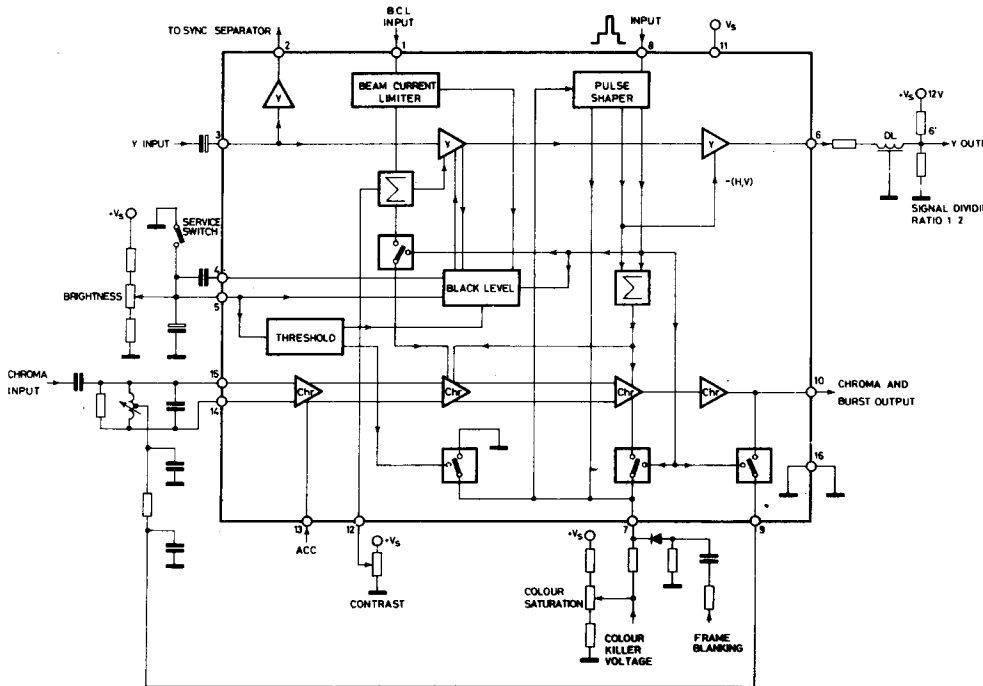 B.C.L
INPUT
INPUT
Vs
TO SYNC SEPARATOR
2
1
8
11
BEAM CURRENT
LIMITER
PULSE
SHAPER
+Vs
12V
Y
Y INPUT
3
Y
Y
6
DL
6'
Y OUT
-(H,V)
SIGNAL DIVIDI
RATIO 1 2
Σ
+Vs
SERVICE
SWITCH
4
BRIGHTNESS
5
BLACK LEVEL
Σ
THRESHOLD
CHROMA
INPUT
15
14
Chr
Chr
Chr
Chr
10
CHROMA AND
BURST OUTPUT
16
13
12
7
9
ACC
+Vs
CONTRAST
+Vs
COLOUR
SATURATION
COLOUR
KILLER
VOLTAGE
FRAME
BLANKING